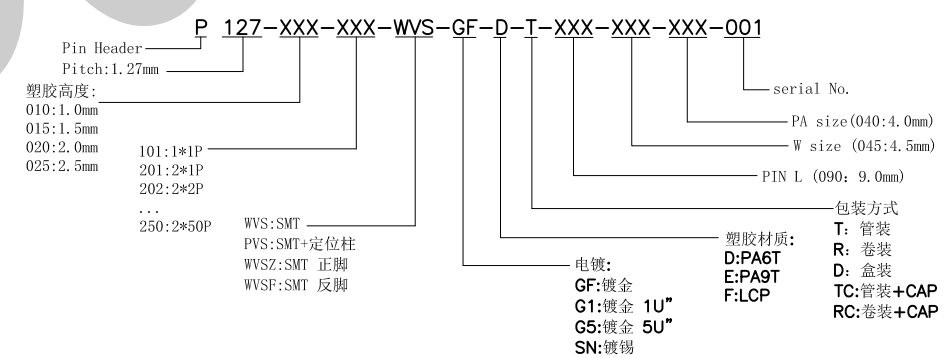 P 127-XXX-XXX-WVS-GF-D-T-XXX-XXX-XXX-001
Pin Header
Pitch:1.27mm
塑胶高度:
010:1.0mm
015:1.5mm
020:2.0mm
025:2.5mm
101:1*1P
201:2*1P
202:2*2P
...
250:2*50P
WVS:SMT
PVS:SMT+定位柱
WVSZ:SMT 正脚
WVSF:SMT 反脚
电镀:
GF:镀金
G1:镀金 1U"
G5:镀金 5U"
SN:镀锡
塑胶材质:
D:PA6T
E:PA9T
F:LCP
包装方式
T: 管装
R: 卷装
D: 盒装
TC:管装+CAP
RC:卷装+CAP
PIN L (090: 9.0mm)
W size (045:4.5mm)
PA size(040:4.0mm)
serial No.